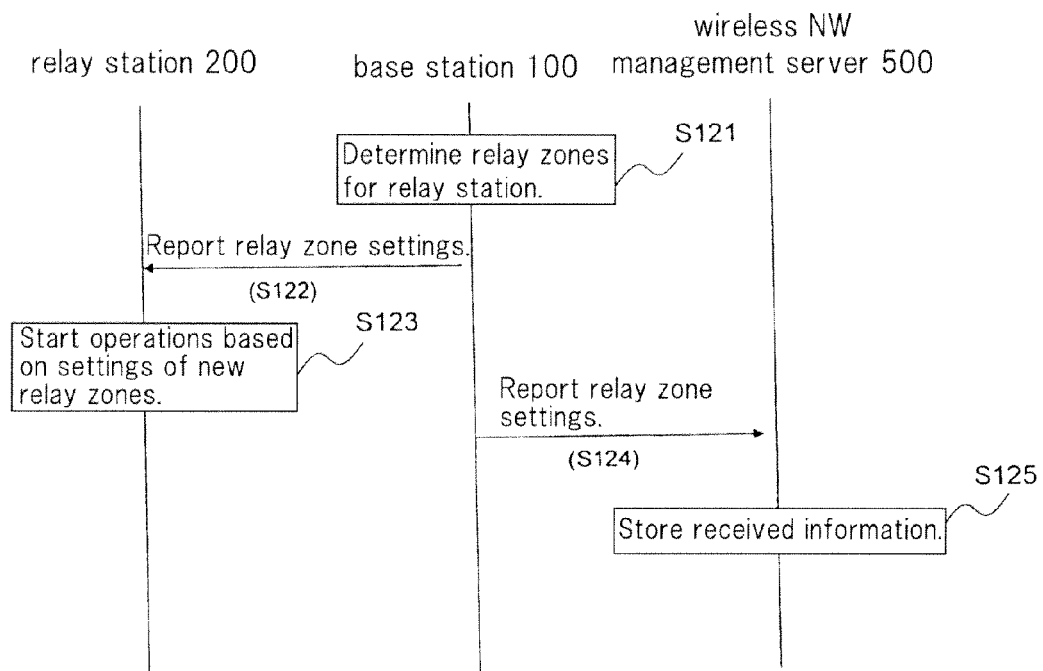 relay station 200
base station 100
wireless NW
management server 500
S121
Determine relay zones
for relay station.
Report relay zone settings.
(S122)
S123
Start operations based
on settings of new
relay zones.
Report relay zone
settings.
(S124)
S125
Store received information.